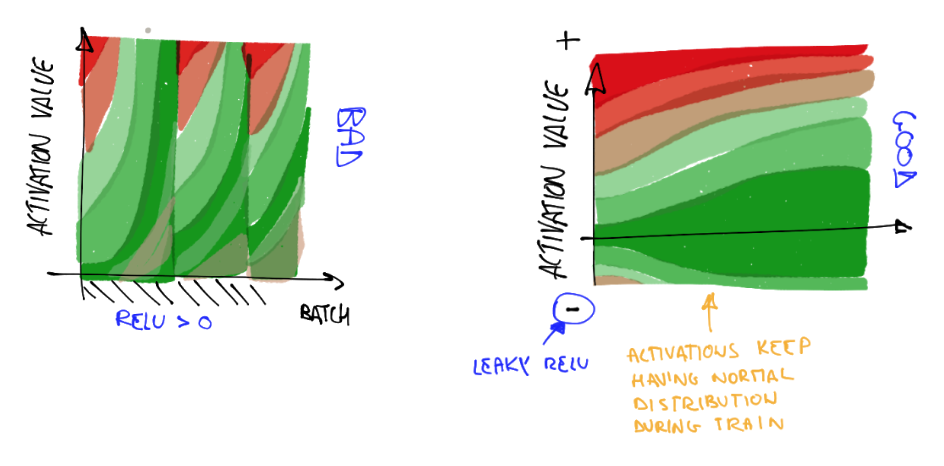 ACTIVATION VALUE
BAD
RELU > 0
BATCH
+
ACTIVATION VALUE
GOOD
-
LEAKY RELU
ACTIVATIONS KEEP
HAVING NORMAL
DISTRIBUTION
DURING TRAIN